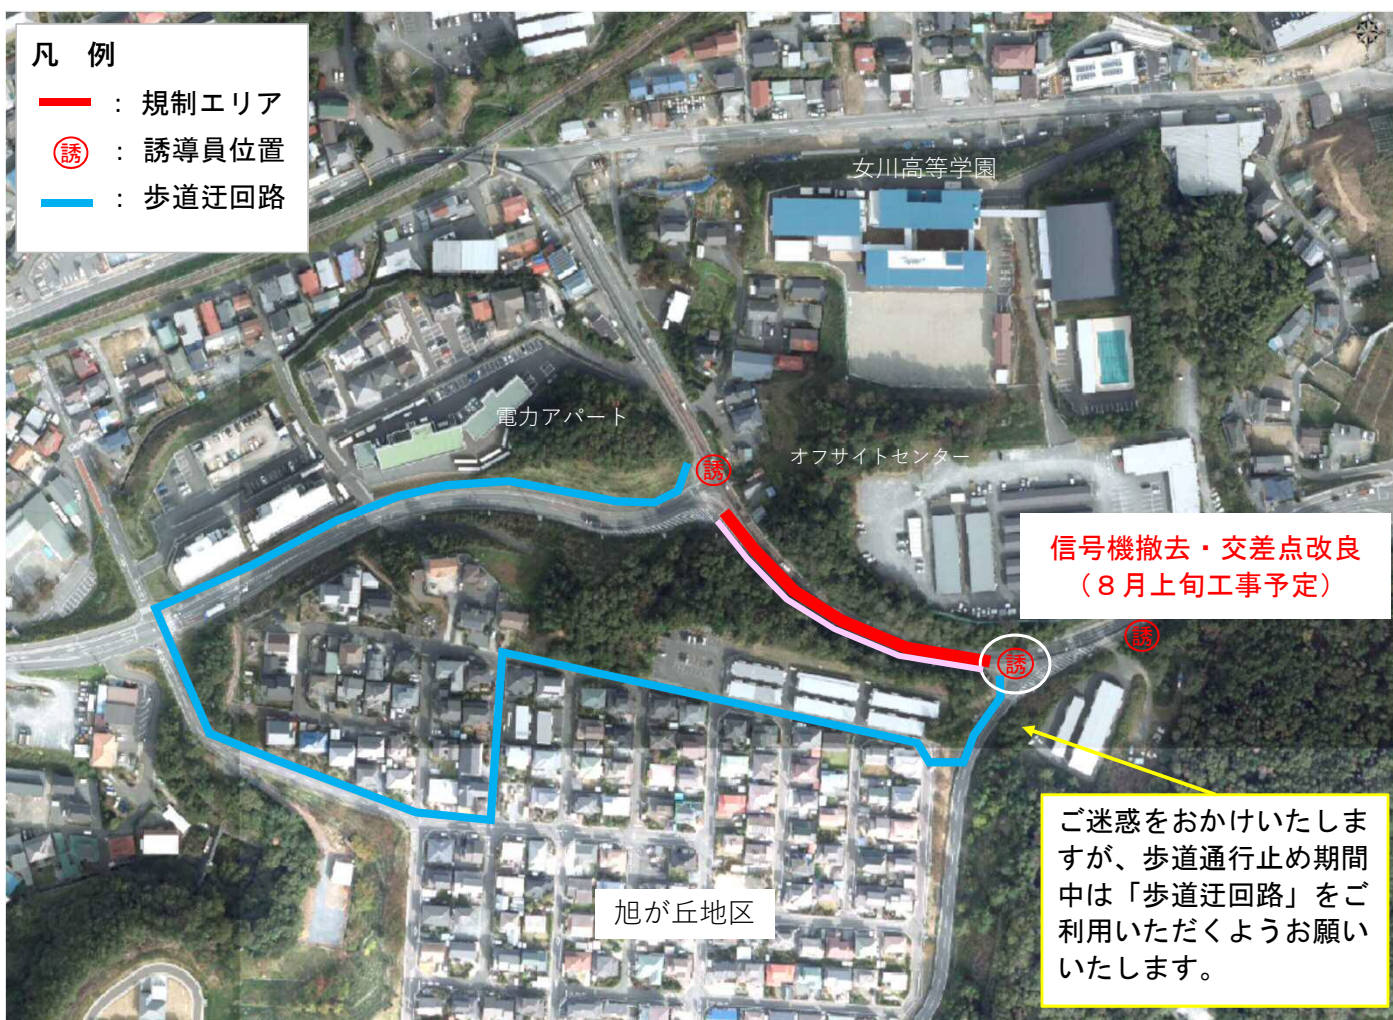 凡　例
：規制エリア
誘：誘導員位置
：歩道迂回路
女川高等学園
電力アパート
誘
オフサイトセンター
信号機撤去・交差点改良
（８月上旬工事予定）
誘
誘
ご迷惑をおかけいたしま
すが、歩道通行止め期間
中は「歩道迂回路」をご
利用いただくようお願い
いたします。
旭が丘地区